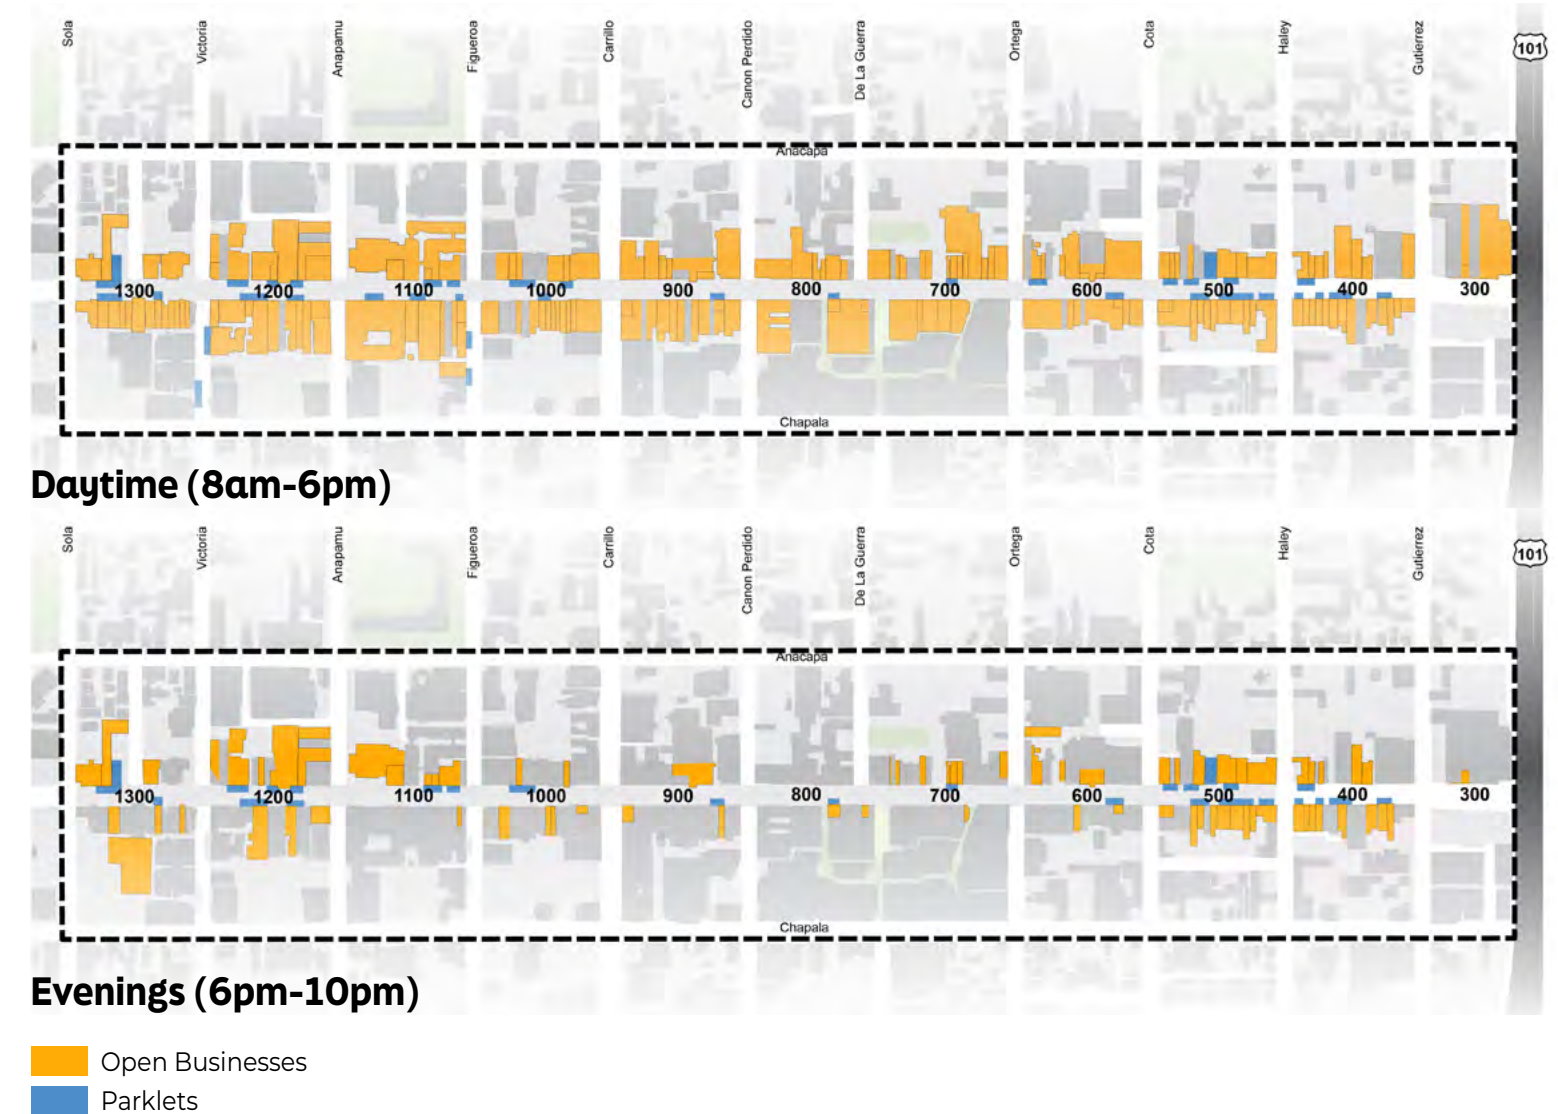 Sola Victoria Anapamu Figueroa Carrillo Canon Perdido De La Guerra Ortega Cota Haley Gutierrez 101
Anacapa
1300 1200 1100 1000 900 800 700 600 500 400 300
Chapala
Daytime (8am-6pm)
Sola Victoria Anapamu Figueroa Carrillo Canon Perdido De La Guerra Ortega Cota Haley Gutierrez 101
Anacapa
1300 1200 1100 1000 900 800 700 600 500 400 300
Chapala
Evenings (6pm-10pm)
Open Businesses
Parklets